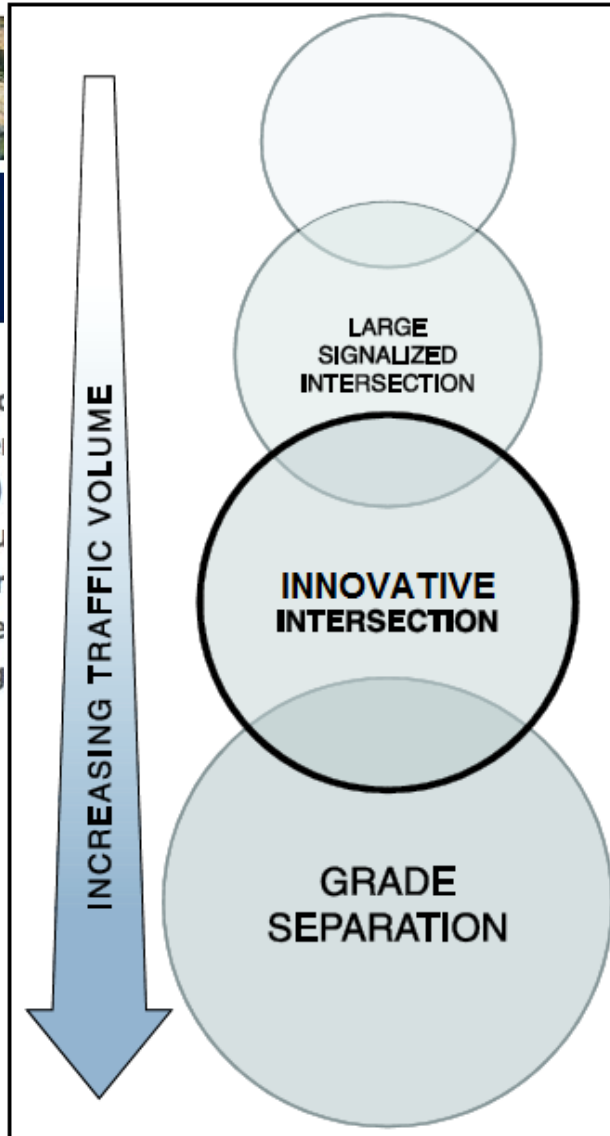 INCREASING TRAFFIC VOLUME
LARGE
SIGNALIZED
INTERSECTION
INNOVATIVE
INTERSECTION
GRADE
SEPARATION